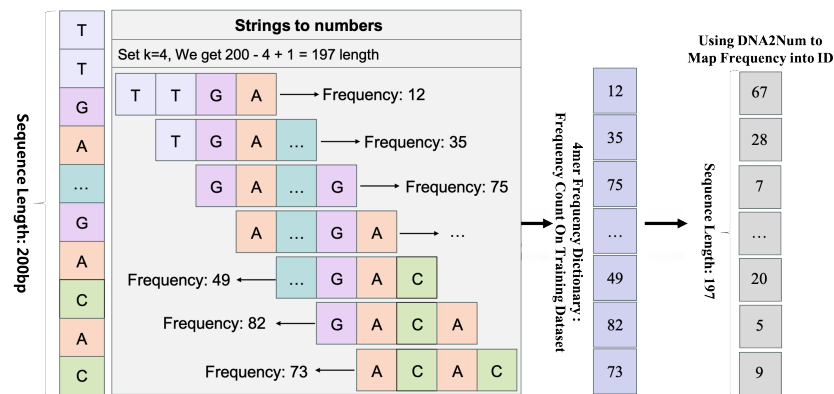 Sequence Length: 200bp
T
T
G
A
...
G
A
C
A
C
Strings to numbers
Set k=4, We get 200 - 4 + 1 = 197 length
T T G A Frequency: 12
T G A ... Frequency: 35
G A ... G Frequency: 75
A ... G A ...
Frequency: 49 ... G A C
Frequency: 82 G A C A
Frequency: 73 A C A C
4mer Frequency Dictionary :
Frequency Count On Training Dataset
12
35
75
...
49
82
73
Using DNA2Num to
Map Frequency into ID
Sequence Length: 197
67
28
7
...
20
5
9